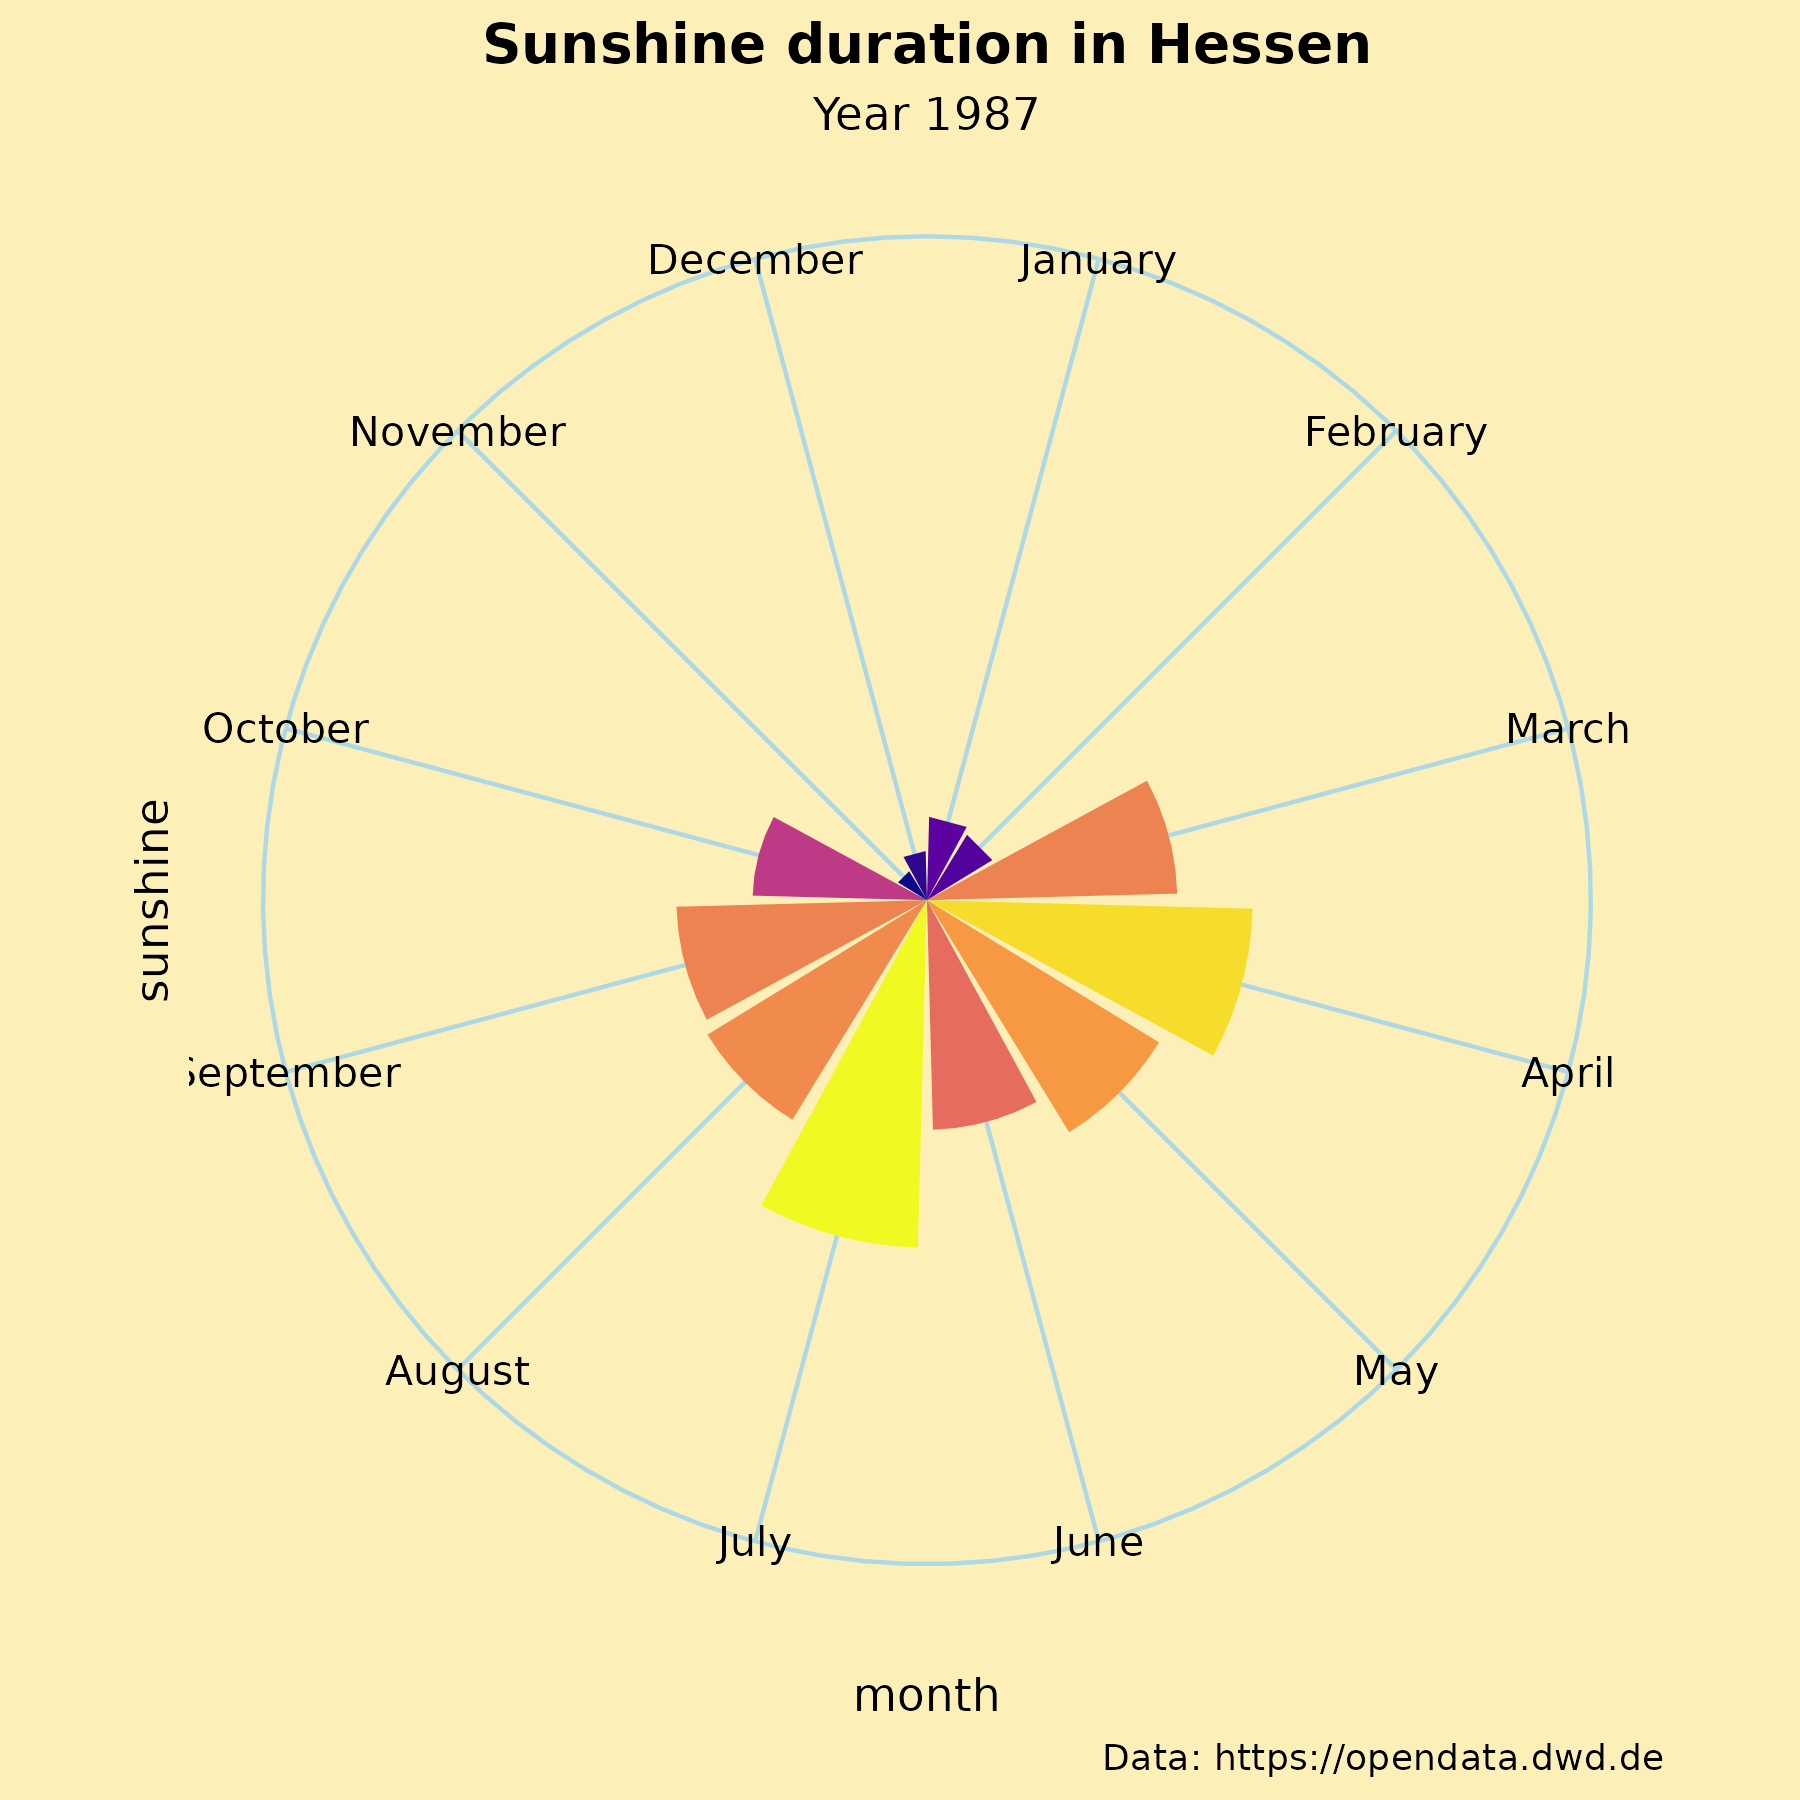 Sunshine duration in Hessen
Year 1987
December
January
November
February
October
March
sunshine
September
April
August
May
July
June
month
Data: https://opendata.dwd.de